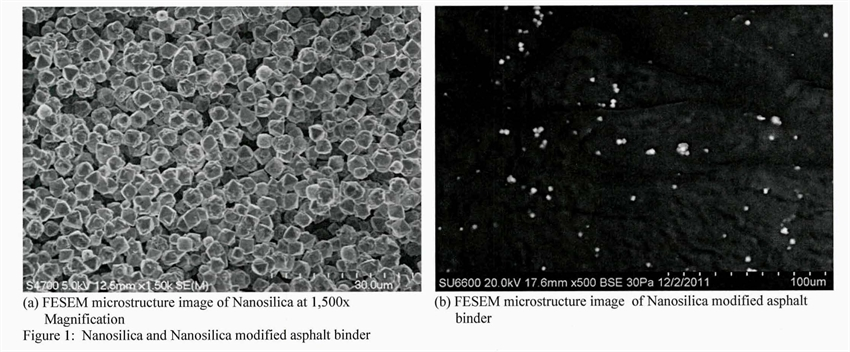 S4700 5.0kV 12.6mm x1.50k SE(M) 30.0um
SU6600 20.0kV 17.6mm x500 BSE 30Pa 12/2/2011 100um
(a) FESEM microstructure image of Nanosilica at 1,500x
Magnification
(b) FESEM microstructure image of Nanosilica modified asphalt
binder
Figure 1: Nanosilica and Nanosilica modified asphalt binder